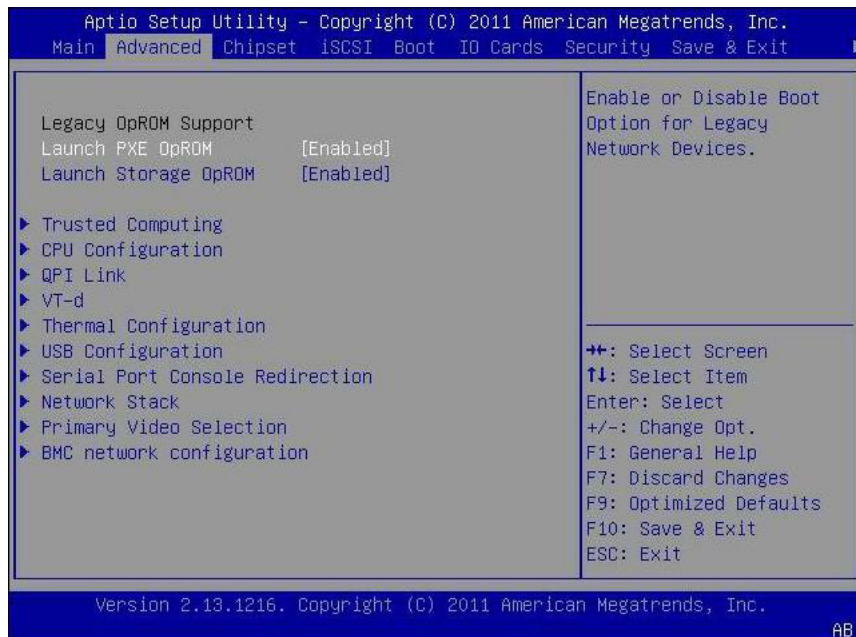 Aptio Setup Utility – Copyright (C) 2011 American Megatrends, Inc.
Main Advanced Chipset iSCSI Boot IO Cards Security Save & Exit
Legacy OpROM Support
Launch PXE OpROM [Enabled]
Launch Storage OpROM [Enabled]
Trusted Computing
CPU Configuration
QPI Link
VT-d
Thermal Configuration
USB Configuration
Serial Port Console Redirection
Network Stack
Primary Video Selection
BMC network configuration
Enable or Disable Boot
Option for Legacy
Network Devices.
→←: Select Screen
↑↓: Select Item
Enter: Select
+/-: Change Opt.
F1: General Help
F7: Discard Changes
F9: Optimized Defaults
F10: Save & Exit
ESC: Exit
Version 2.13.1216. Copyright (C) 2011 American Megatrends, Inc.
AB